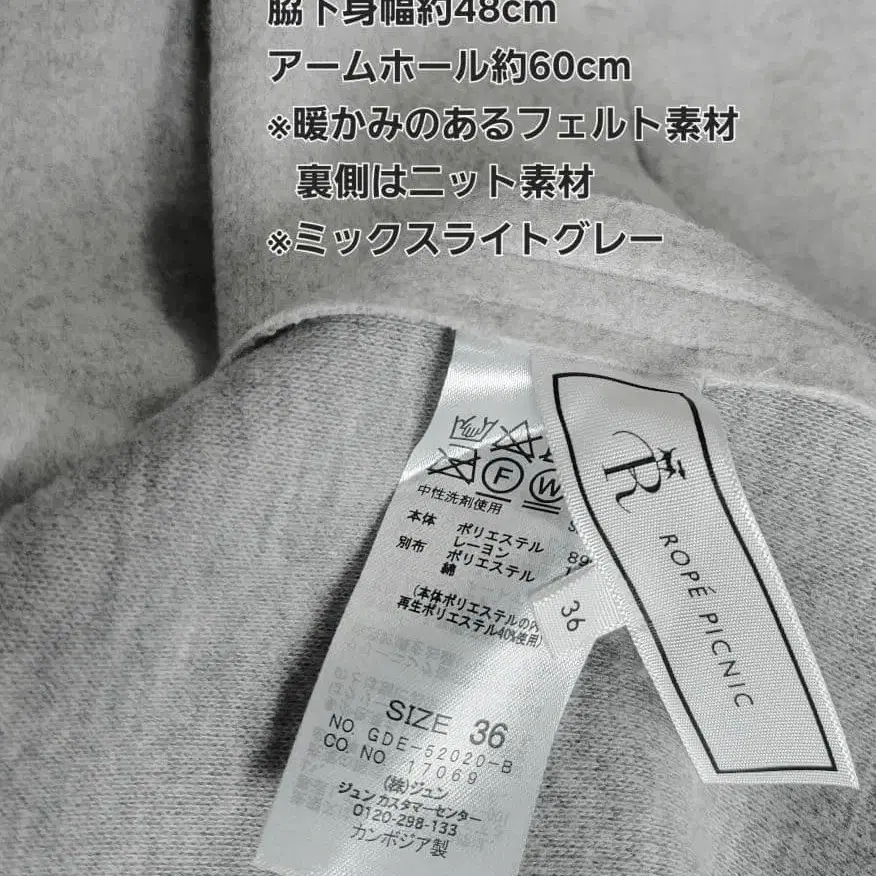 脇下身幅約48cm
アームホール約60cm
※暖かみのあるフェルト素材
裏側はニット素材
※ミックスライトグレー
F
W
中性洗剤使用
本体 ポリエステル
レーヨン
別布 ポリエステル 89
綿
(本体ポリエステルの内
再生ポリエステル40%使用)
SIZE 36
NO GDE-52020-B
CO. NO 17069
(株)ジュン
ジュンカスタマーセンター
0120-298-133
カンボジア製
36
R
ROPÉ PICNIC